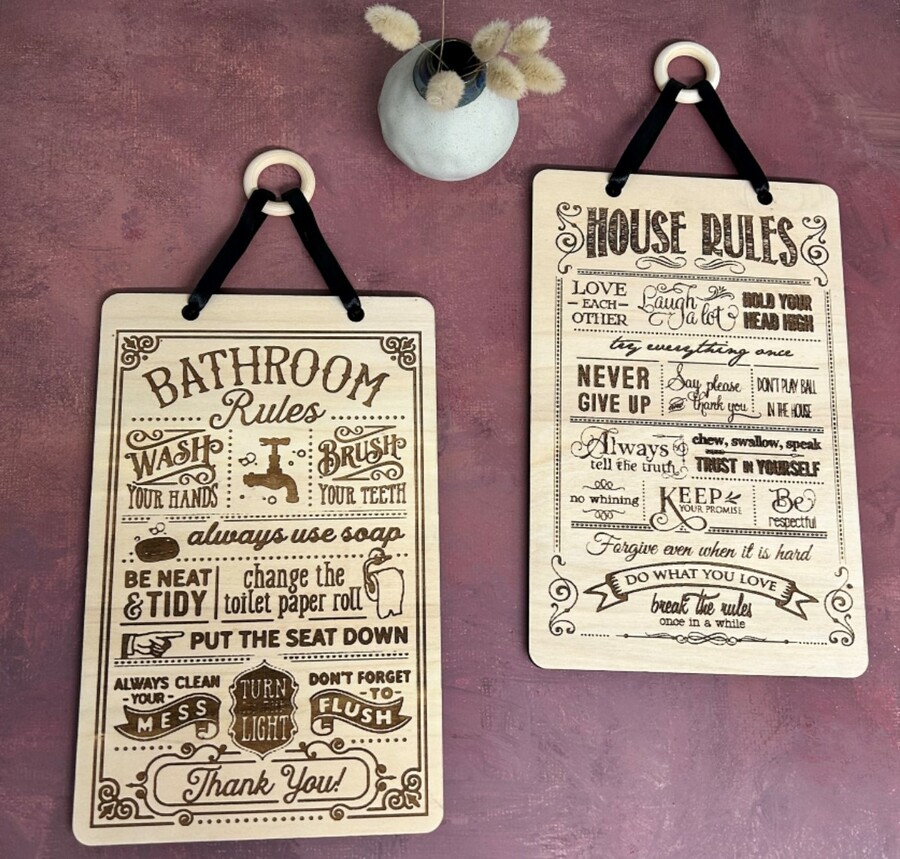 BATHROOM
Rules
WASH
YOUR HANDS
BRUSH
YOUR TEETH
always use soap
BE NEAT
& TIDY
change the
toilet paper roll
PUT THE SEAT DOWN
ALWAYS CLEAN
-YOUR-
MESS
TURN
LIGHT
DON'T FORGET
-TO-
FLUSH
Thank You!
HOUSE RULES
LOVE
-EACH-
OTHER
Laugh
a lot
HOLD YOUR
HEAD HIGH
try everything once
NEVER
GIVE UP
Say please
thank you
DON'T PLAY BALL
IN THE HOUSE
Always
tell the truth
chew, swallow, speak
TRUST IN YOURSELF
no whining
KEEP
YOUR PROMISE
Be
respectful
Forgive even when it is hard
DO WHAT YOU LOVE
break the rules
once in a while